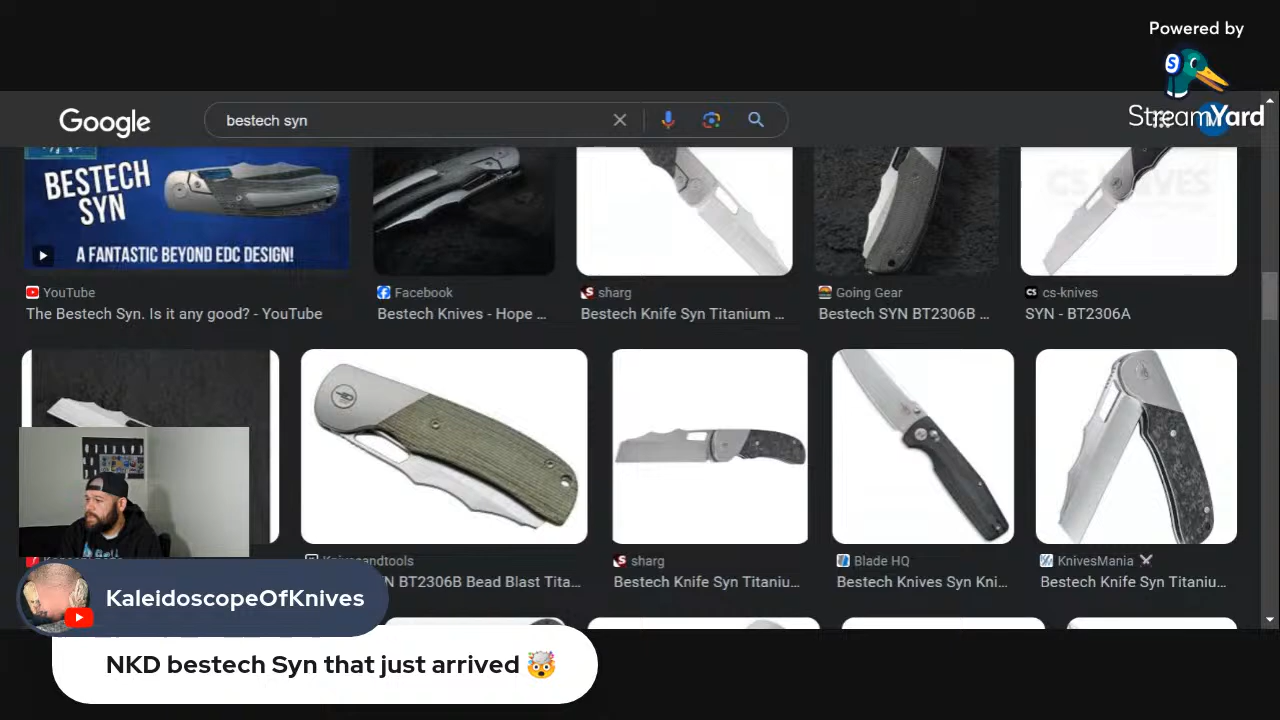 Powered by
StreamYard
Google
bestech syn
BESTECH
SYN
A FANTASTIC BEYOND EDC DESIGN!
CS KNIVES
YouTube
Facebook
sharg
Going Gear
CS
cs-knives
The Bestech Syn. Is it any good? - YouTube
Bestech Knives - Hope ...
Bestech Knife Syn Titanium ...
Bestech SYN BT2306B ...
SYN - BT2306A
sharg
Blade HQ
KnivesMania
N BT2306B Bead Blast Tita...
Bestech Knife Syn Titaniu...
Bestech Knives Syn Kni...
Bestech Knife Syn Titaniu...
KaleidoscopeOfKnives
NKD bestech Syn that just arrived 🤯